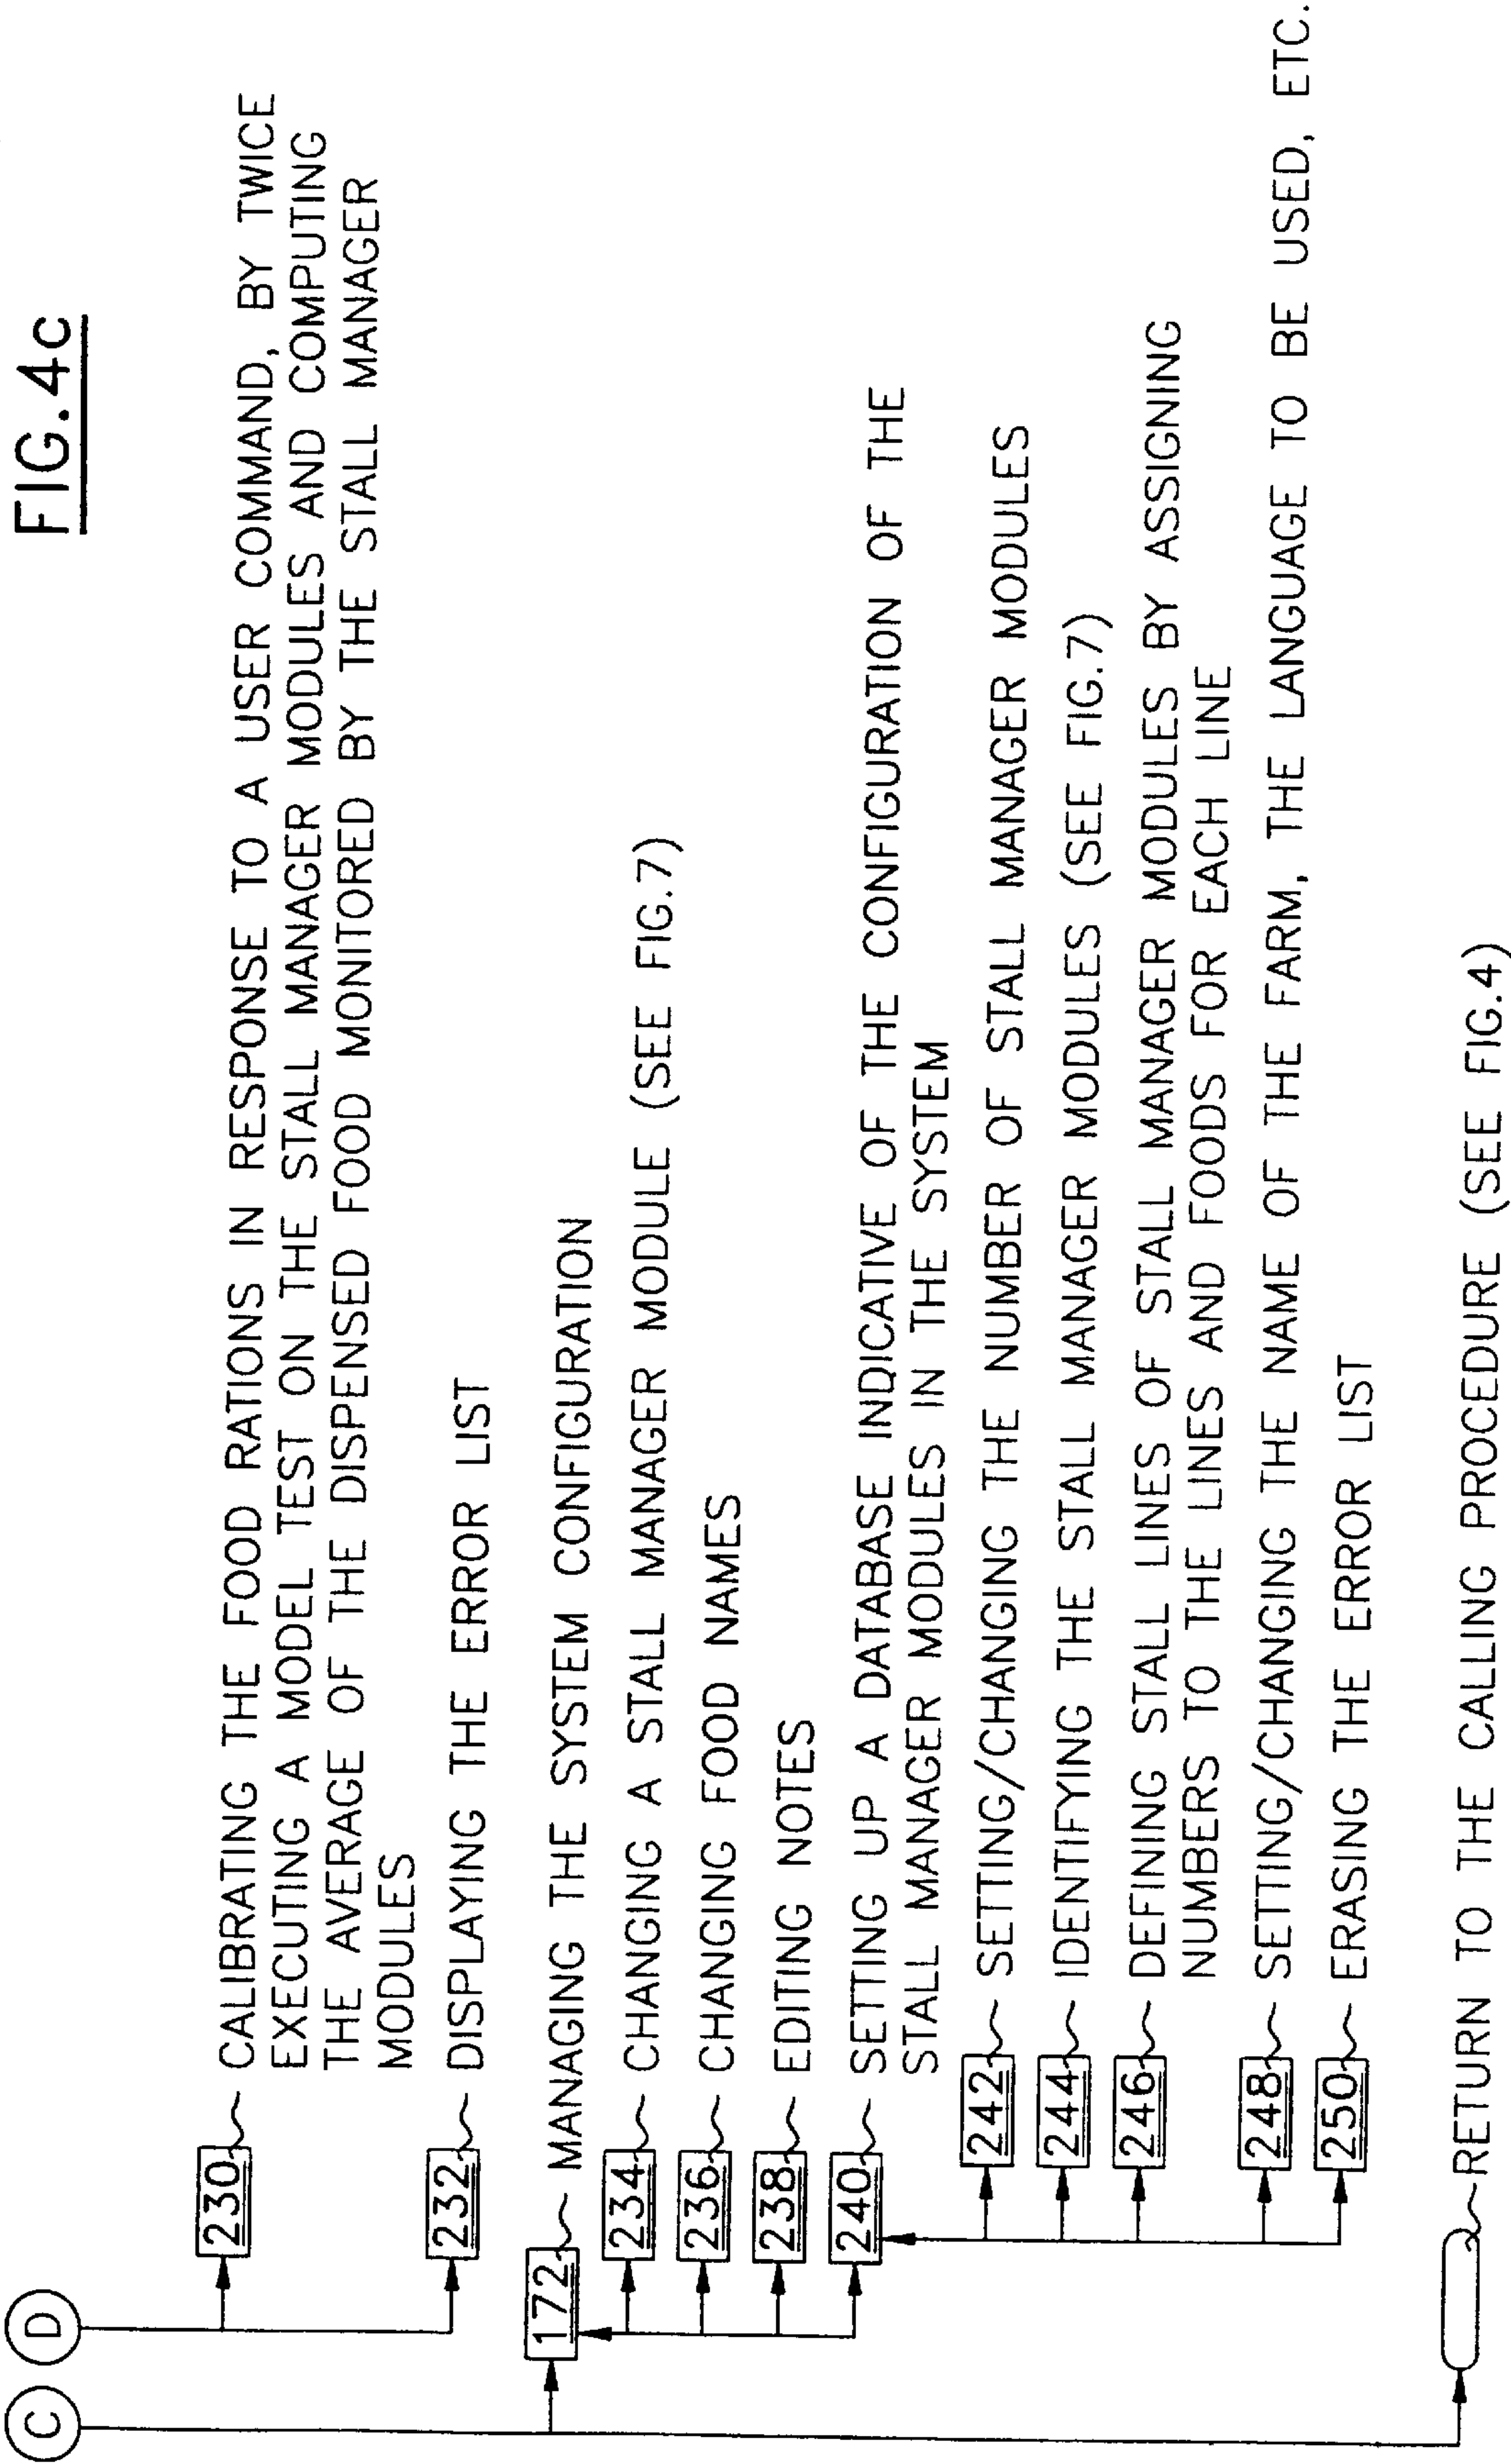 FIG.4c
C
D
230 CALIBRATING THE FOOD RATIONS IN RESPONSE TO A USER COMMAND, BY TWICE
EXECUTING A MODEL TEST ON THE STALL MANAGER MODULES AND COMPUTING
THE AVERAGE OF THE DISPENSED FOOD MONITORED BY THE STALL MANAGER
MODULES
232 DISPLAYING THE ERROR LIST
172 MANAGING THE SYSTEM CONFIGURATION
234 CHANGING A STALL MANAGER MODULE (SEE FIG.7)
236 CHANGING FOOD NAMES
238 EDITING NOTES
240 SETTING UP A DATABASE INDICATIVE OF THE CONFIGURATION OF THE
STALL MANAGER MODULES IN THE SYSTEM
242 SETTING/CHANGING THE NUMBER OF STALL MANAGER MODULES
244 IDENTIFYING THE STALL MANAGER MODULES (SEE FIG.7)
246 DEFINING STALL LINES OF STALL MANAGER MODULES BY ASSIGNING
NUMBERS TO THE LINES AND FOODS FOR EACH LINE
248 SETTING/CHANGING THE NAME OF THE FARM, THE LANGUAGE TO BE USED, ETC.
250 ERASING THE ERROR LIST
RETURN TO THE CALLING PROCEDURE (SEE FIG.4)